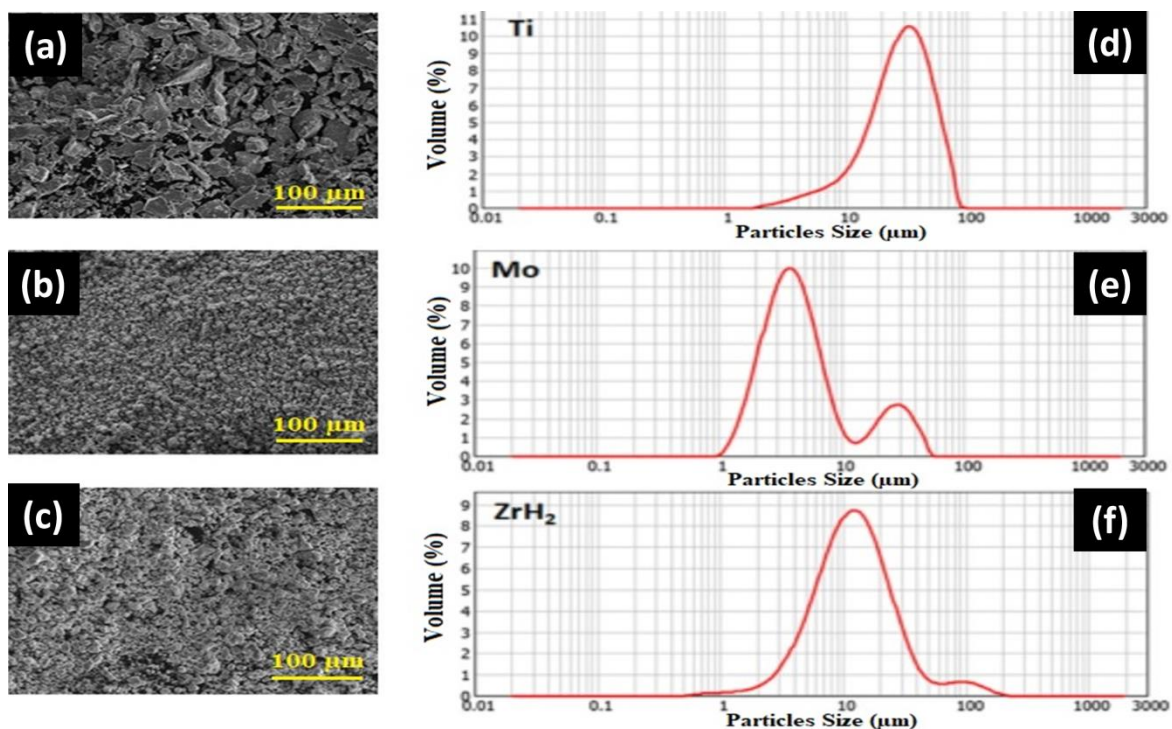 (a)
100 µm
(b)
100 µm
(c)
100 µm
Ti
(d)
Volume (%)
11
10
9
8
7
6
5
4
3
2
1
0
0.01 0.1 1 10 100 1000 3000
Particles Size (µm)
Mo
(e)
Volume (%)
10
9
8
7
6
5
4
3
2
1
0
0.01 0.1 1 10 100 1000 3000
Particles Size (µm)
ZrH₂
(f)
Volume (%)
9
8
7
6
5
4
3
2
1
0
0.01 0.1 1 10 100 1000 3000
Particles Size (µm)